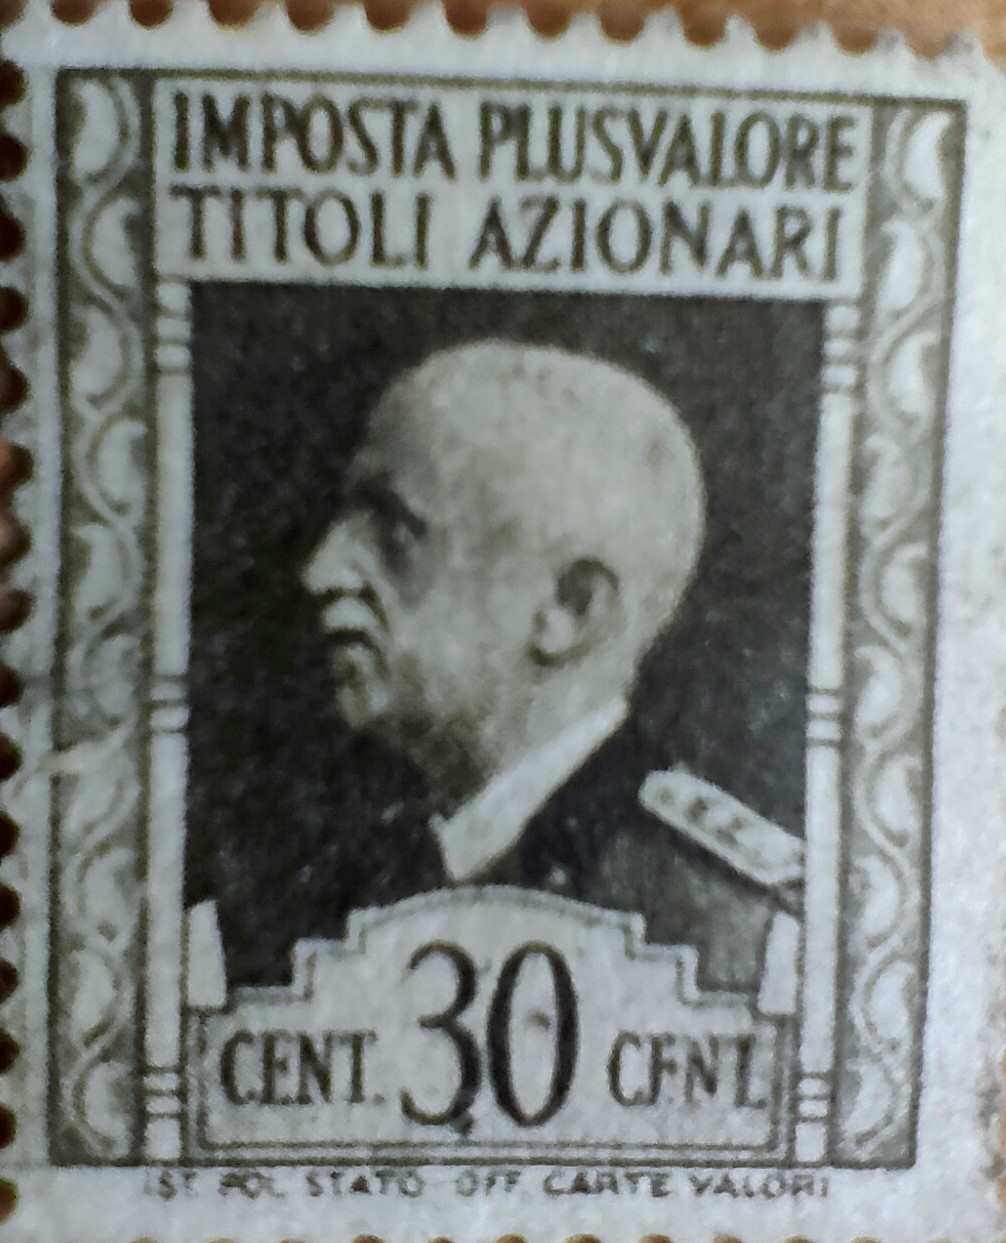 IMPOSTA PLUSVALORE
TITOLI AZIONARI
CENT. 30 CENT.
IST. POL. STATO OFF. CARTE VALORI